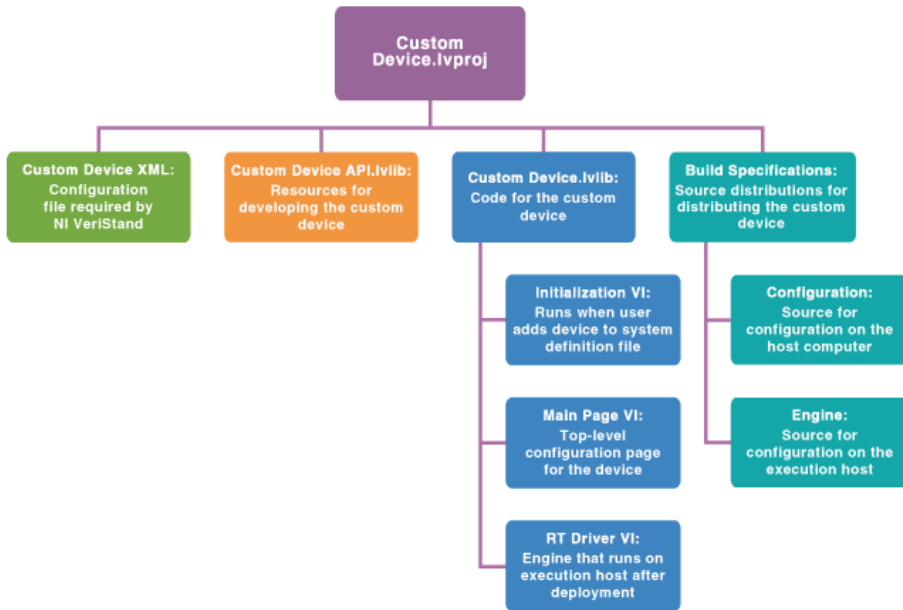 Custom
Device.lvproj
Custom Device XML:
Configuration
file required by
NI VeriStand
Custom Device API.lvlib:
Resources for
developing the custom
device
Custom Device.lvlib:
Code for the custom
device
Build Specifications:
Source distributions for
distributing the custom
device
Initialization VI:
Runs when user
adds device to system
definition file
Main Page VI:
Top-level
configuration page
for the device
RT Driver VI:
Engine that runs on
execution host after
deployment
Configuration:
Source for
configuration on the
host computer
Engine:
Source for
configuration on the
execution host